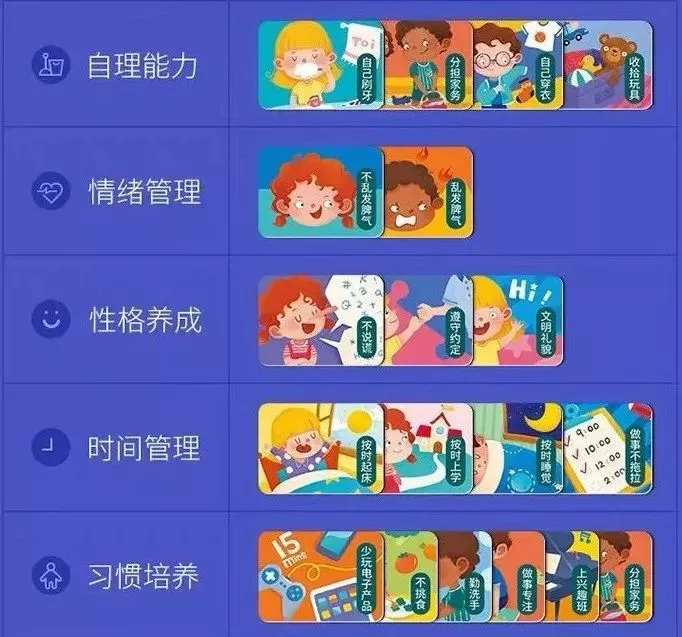 自理能力
Toi
自己刷牙
分担家务
自己穿衣
收拾玩具
情绪管理
不乱发脾气
乱发脾气
性格养成
不说谎
遵守约定
Hi!
文明礼貌
时间管理
按时起床
按时上学
按时睡觉
9:00
10:00
12:00
2:00
做事不拖拉
习惯培养
15
mins
少玩电子产品
不挑食
勤洗手
做事专注
上兴趣班
分担家务